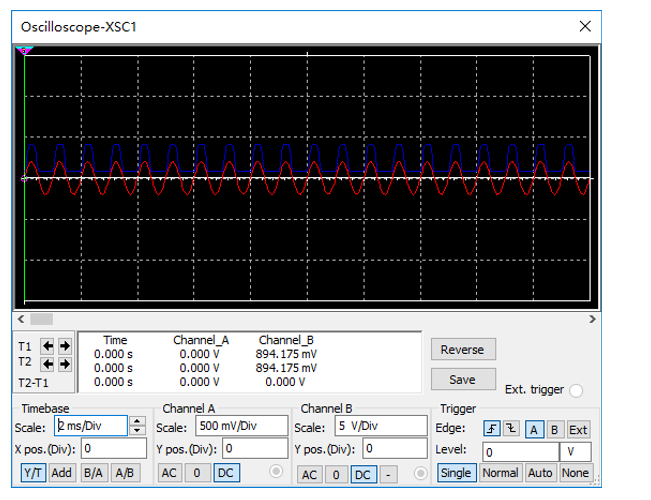 Oscilloscope-XSC1
T1
T2
T2-T1
Time Channel_A Channel_B
0.000 s 0.000 V 894.175 mV
0.000 s 0.000 V 894.175 mV
0.000 s 0.000 V 0.000 V
Reverse
Save
Ext. trigger
Timebase
Scale: 2 ms/Div
X pos.(Div): 0
Y/T Add B/A A/B
Channel A
Scale: 500 mV/Div
Y pos.(Div): 0
AC 0 DC
Channel B
Scale: 5 V/Div
Y pos.(Div): 0
AC 0 DC -
Trigger
Edge: A B Ext
Level: 0 V
Single Normal Auto None